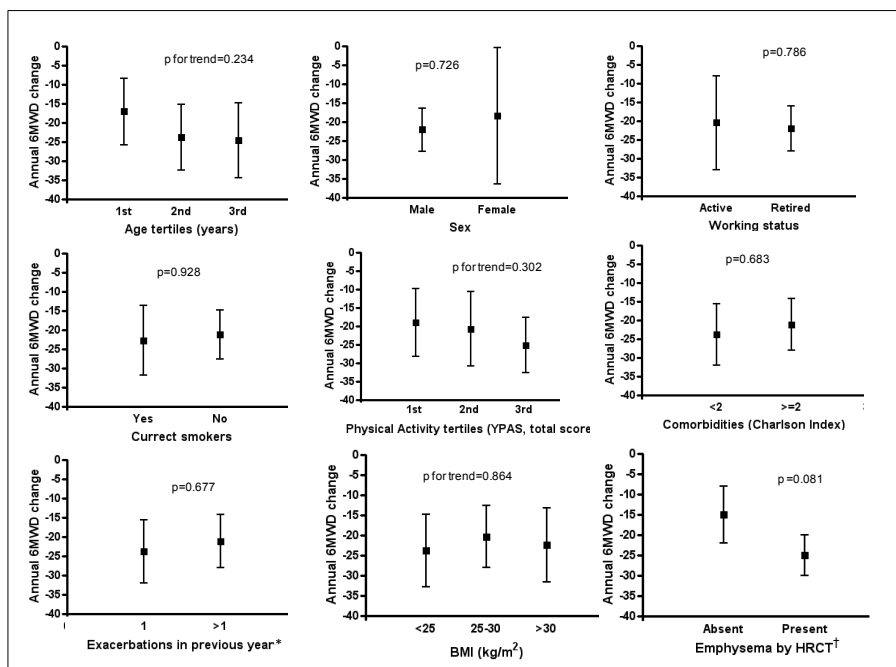 Annual 6MWD change
0
-5
-10
-15
-20
-25
-30
-35
-40
p for trend=0.234
1st 2nd 3rd
Age tertiles (years)
Annual 6MWD change
0
-5
-10
-15
-20
-25
-30
-35
-40
p=0.726
Male Female
Sex
Annual 6MWD change
0
-5
-10
-15
-20
-25
-30
-35
-40
p=0.786
Active Retired
Working status
Annual 6MWD change
0
-5
-10
-15
-20
-25
-30
-35
-40
p=0.928
Yes No
Currect smokers
Annual 6MWD change
0
-5
-10
-15
-20
-25
-30
-35
-40
p for trend=0.302
1st 2nd 3rd
Physical Activity tertiles (YPAS, total score
Annual 6MWD change
0
-5
-10
-15
-20
-25
-30
-35
-40
p=0.683
<2 >=2
Comorbidities (Charlson Index)
Annual 6MWD change
0
-5
-10
-15
-20
-25
-30
-35
-40
p=0.677
1 >1
Exacerbations in previous year*
Annual 6MWD change
0
-5
-10
-15
-20
-25
-30
-35
-40
p for trend=0.864
<25 25-30 >30
BMI (kg/m²)
Annual 6MWD change
0
-5
-10
-15
-20
-25
-30
-35
-40
p=0.081
Absent Present
Emphysema by HRCT†